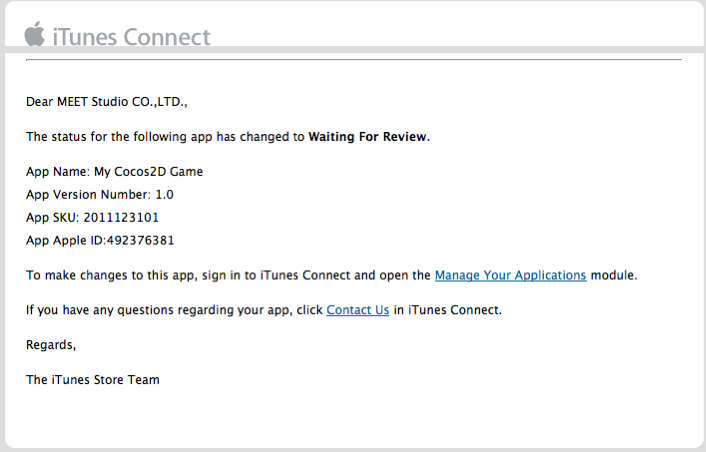 iTunes Connect
Dear MEET Studio CO.,LTD.,
The status for the following app has changed to Waiting For Review.
App Name: My Cocos2D Game
App Version Number: 1.0
App SKU: 2011123101
App Apple ID:492376381
To make changes to this app, sign in to iTunes Connect and open the Manage Your Applications module.
If you have any questions regarding your app, click Contact Us in iTunes Connect.
Regards,
The iTunes Store Team